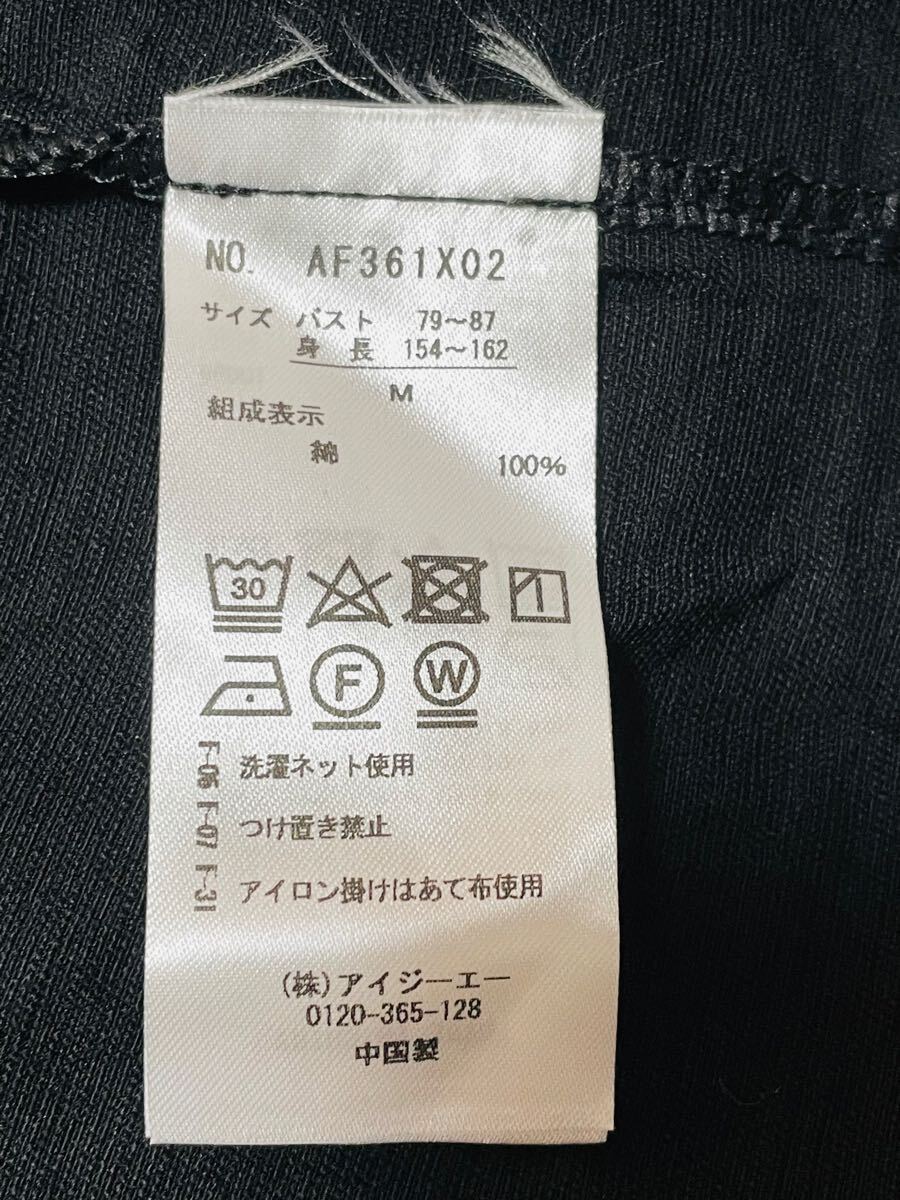 NO. AF361X02
サイズ バスト 79〜87
身長 154〜162
M
組成表示
綿 100%
30
F W
F-06 洗濯ネット使用
F-07 つけ置き禁止
F-31 アイロン掛けはあて布使用
(株)アイジーエー
0120-365-128
中国製